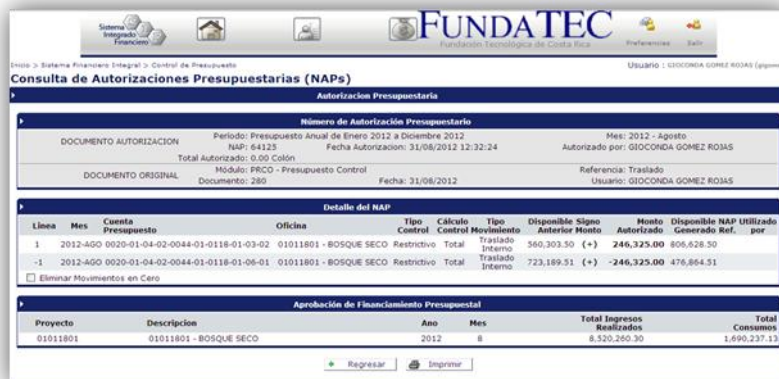 Sistema
Integrado
Financiero
FUNDATEC
Fundación Tecnológica de Costa Rica
Preferencias
Salir
Inicio > Sistema Financiero Integral > Control de Presupuesto
Usuario : GIOCONDA GOMEZ ROJAS
Consulta de Autorizaciones Presupuestarias (NAPs)
Autorizacion Presupuestaria
Número de Autorización Presupuestario
DOCUMENTO AUTORIZACION
Período: Presupuesto Anual de Enero 2012 a Diciembre 2012
Mes: 2012 - Agosto
NAP: 64125
Fecha Autorizacion: 31/08/2012 12:32:24
Autorizado por: GIOCONDA GOMEZ ROJAS
Total Autorizado: 0.00 Colón
DOCUMENTO ORIGINAL
Módulo: PRCO - Presupuesto Control
Referencia: Traslado
Documento: 280
Fecha: 31/08/2012
Usuario: GIOCONDA GOMEZ ROJAS
Detalle del NAP
Linea Mes Cuenta Presupuesto Oficina Tipo Control Cálculo Control Tipo Movimiento Disponible Anterior Signo Monto Monto Autorizado Disponible Generado NAP Ref. Utilizado por
1 2012-AGO 0020-01-04-02-0044-01-0118-01-03-02 01011801 - BOSQUE SECO Restrictivo Total Traslado Interno 560,303.50 (+) 246,325.00 806,628.50
-1 2012-AGO 0020-01-04-02-0044-01-0118-01-06-01 01011801 - BOSQUE SECO Restrictivo Total Traslado Interno 723,189.51 (+) -246,325.00 476,864.51
Eliminar Movimientos en Cero
Aprobación de Financiamiento Presupuestal
Proyecto Descripcion Ano Mes Total Ingresos Realizados Total Consumos
01011801 01011801 - BOSQUE SECO 2012 8 8,520,260.30 1,690,237.13
Regresar Imprimir